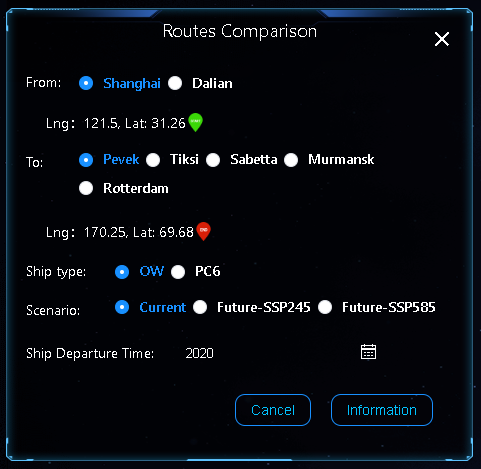 Routes Comparison
From: Shanghai Dalian
Lng: 121.5, Lat: 31.26
To: Pevek Tiksi Sabetta Murmansk
Rotterdam
Lng: 170.25, Lat: 69.68
Ship type: OW PC6
Scenario: Current Future-SSP245 Future-SSP585
Ship Departure Time: 2020
Cancel Information